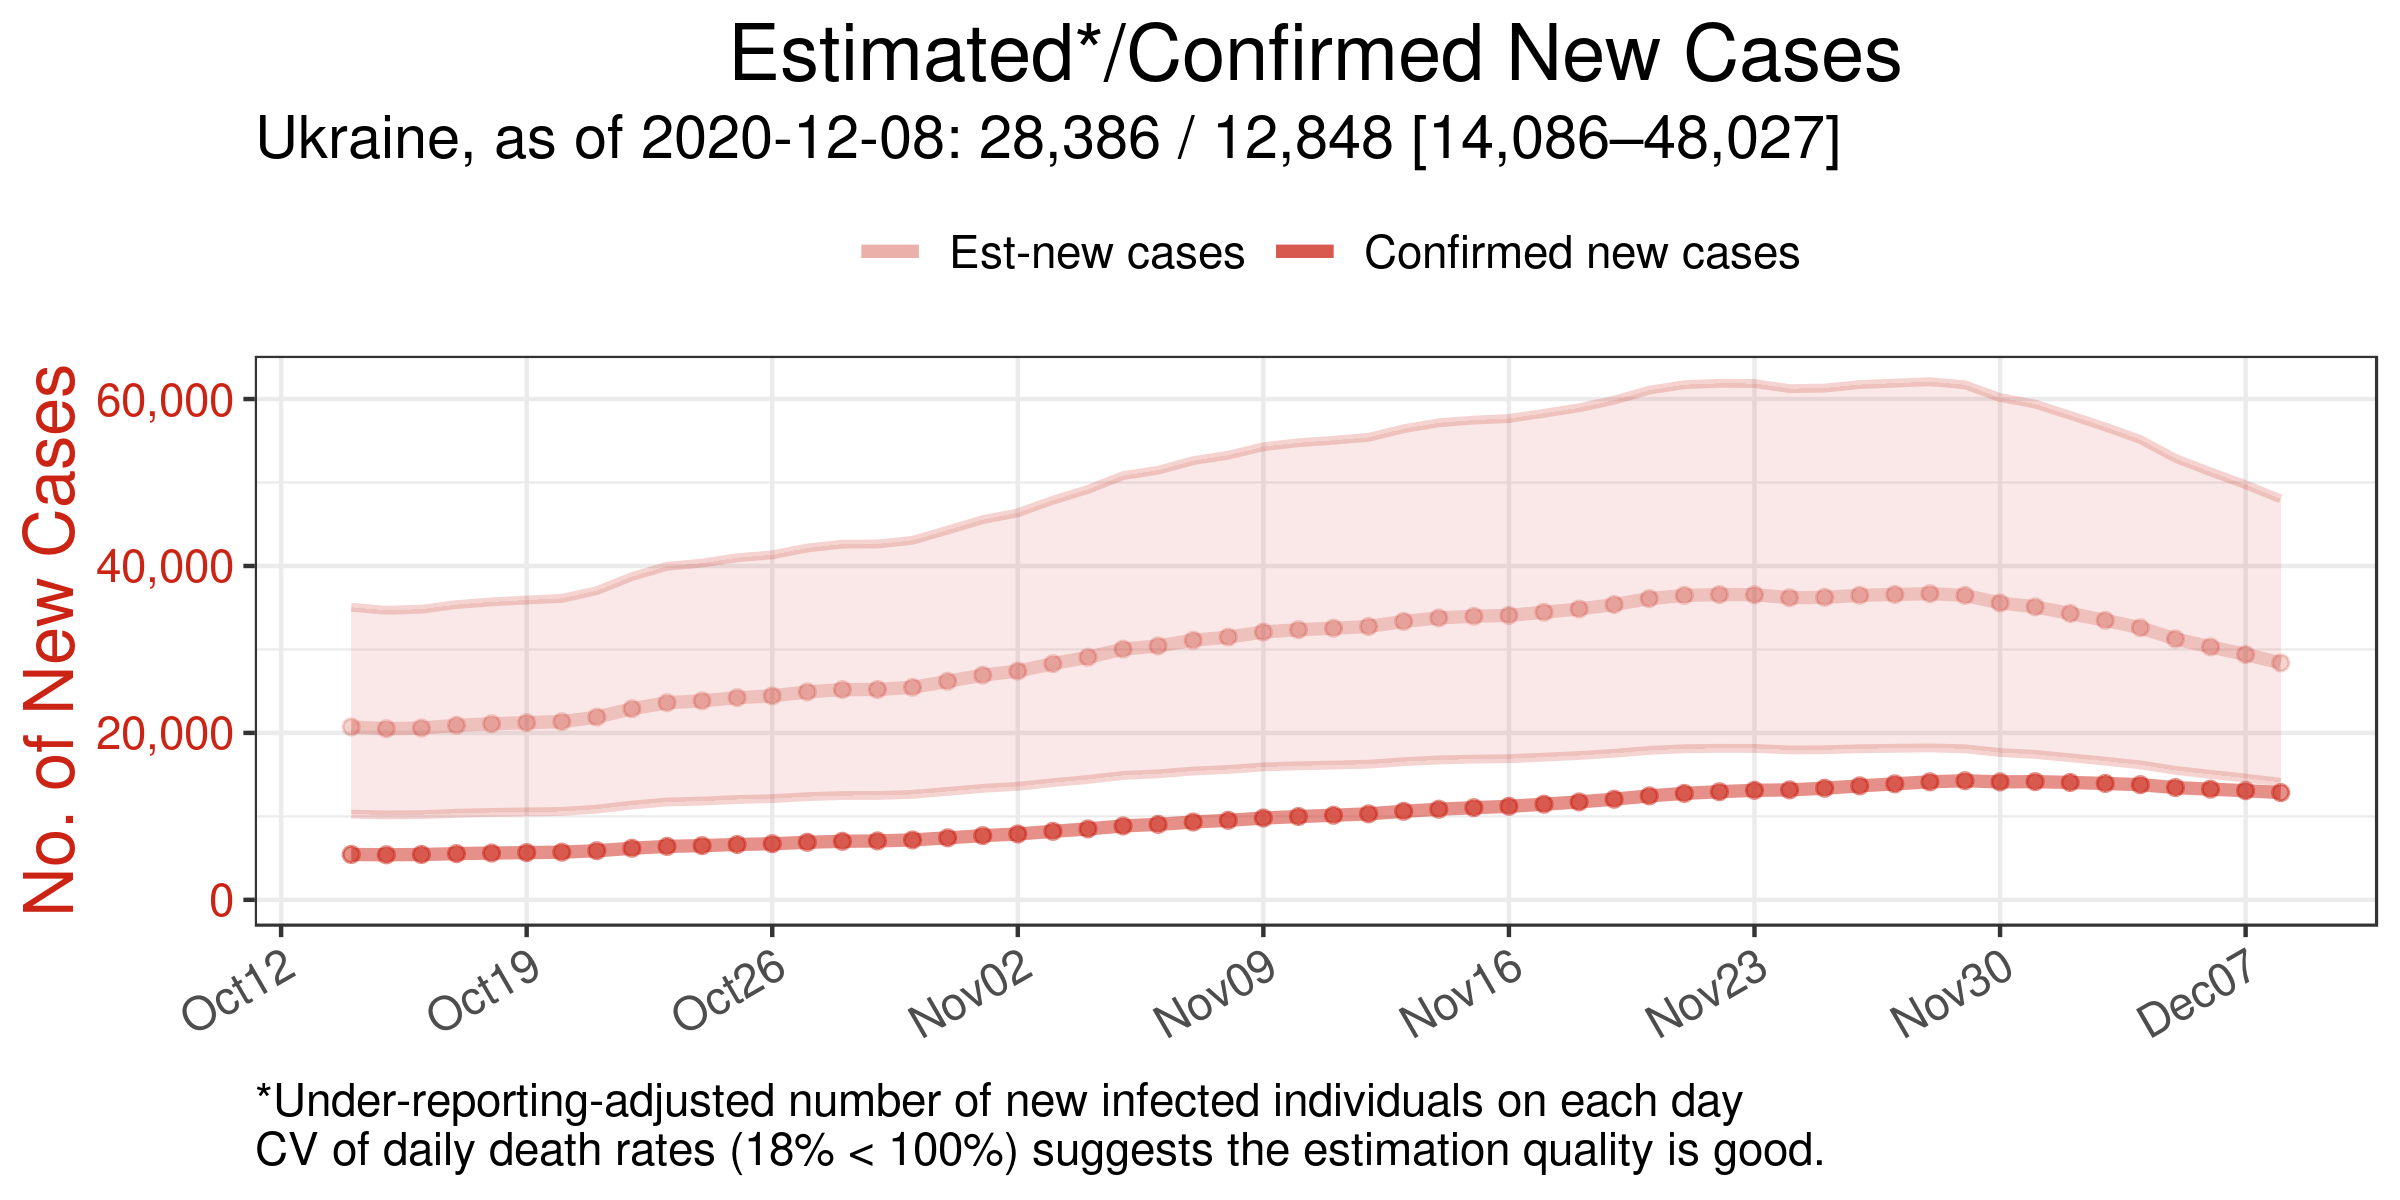 Estimated*/Confirmed New Cases
Ukraine, as of 2020-12-08: 28,386 / 12,848 [14,086–48,027]
Est-new cases
Confirmed new cases
No. of New Cases
60,000
40,000
20,000
0
Oct12
Oct19
Oct26
Nov02
Nov09
Nov16
Nov23
Nov30
Dec07
*Under-reporting-adjusted number of new infected individuals on each day
CV of daily death rates (18% < 100%) suggests the estimation quality is good.